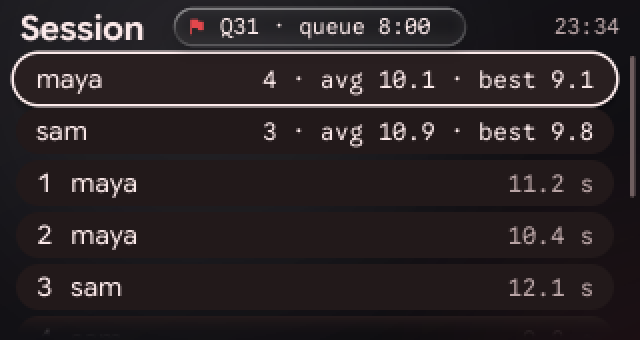 Session Q31 · queue 8:00 23:34
maya 4 · avg 10.1 · best 9.1
sam 3 · avg 10.9 · best 9.8
1 maya 11.2 s
2 maya 10.4 s
3 sam 12.1 s